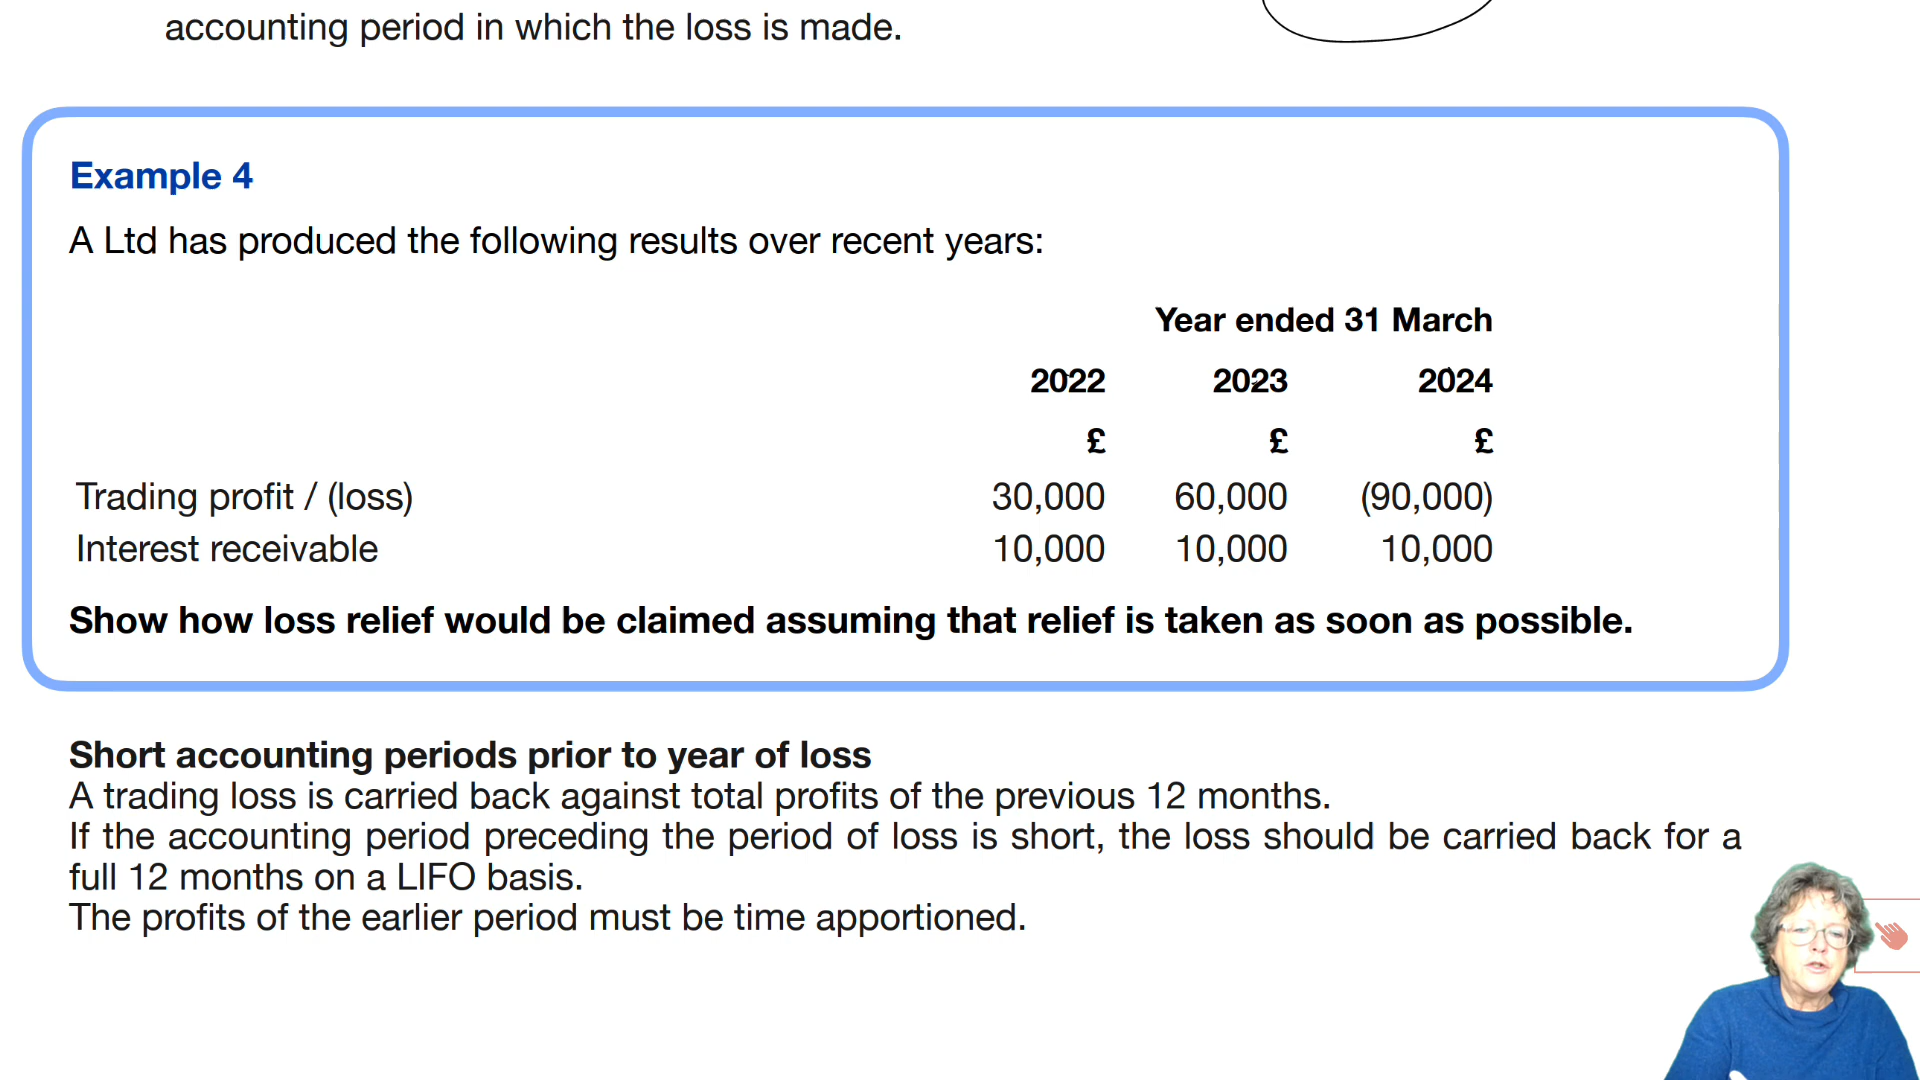 accounting period in which the loss is made.
Example 4
A Ltd has produced the following results over recent years:
Year ended 31 March
2022 2023 2024
£ £ £
Trading profit / (loss) 30,000 60,000 (90,000)
Interest receivable 10,000 10,000 10,000
Show how loss relief would be claimed assuming that relief is taken as soon as possible.
Short accounting periods prior to year of loss
A trading loss is carried back against total profits of the previous 12 months.
If the accounting period preceding the period of loss is short, the loss should be carried back for a
full 12 months on a LIFO basis.
The profits of the earlier period must be time apportioned.